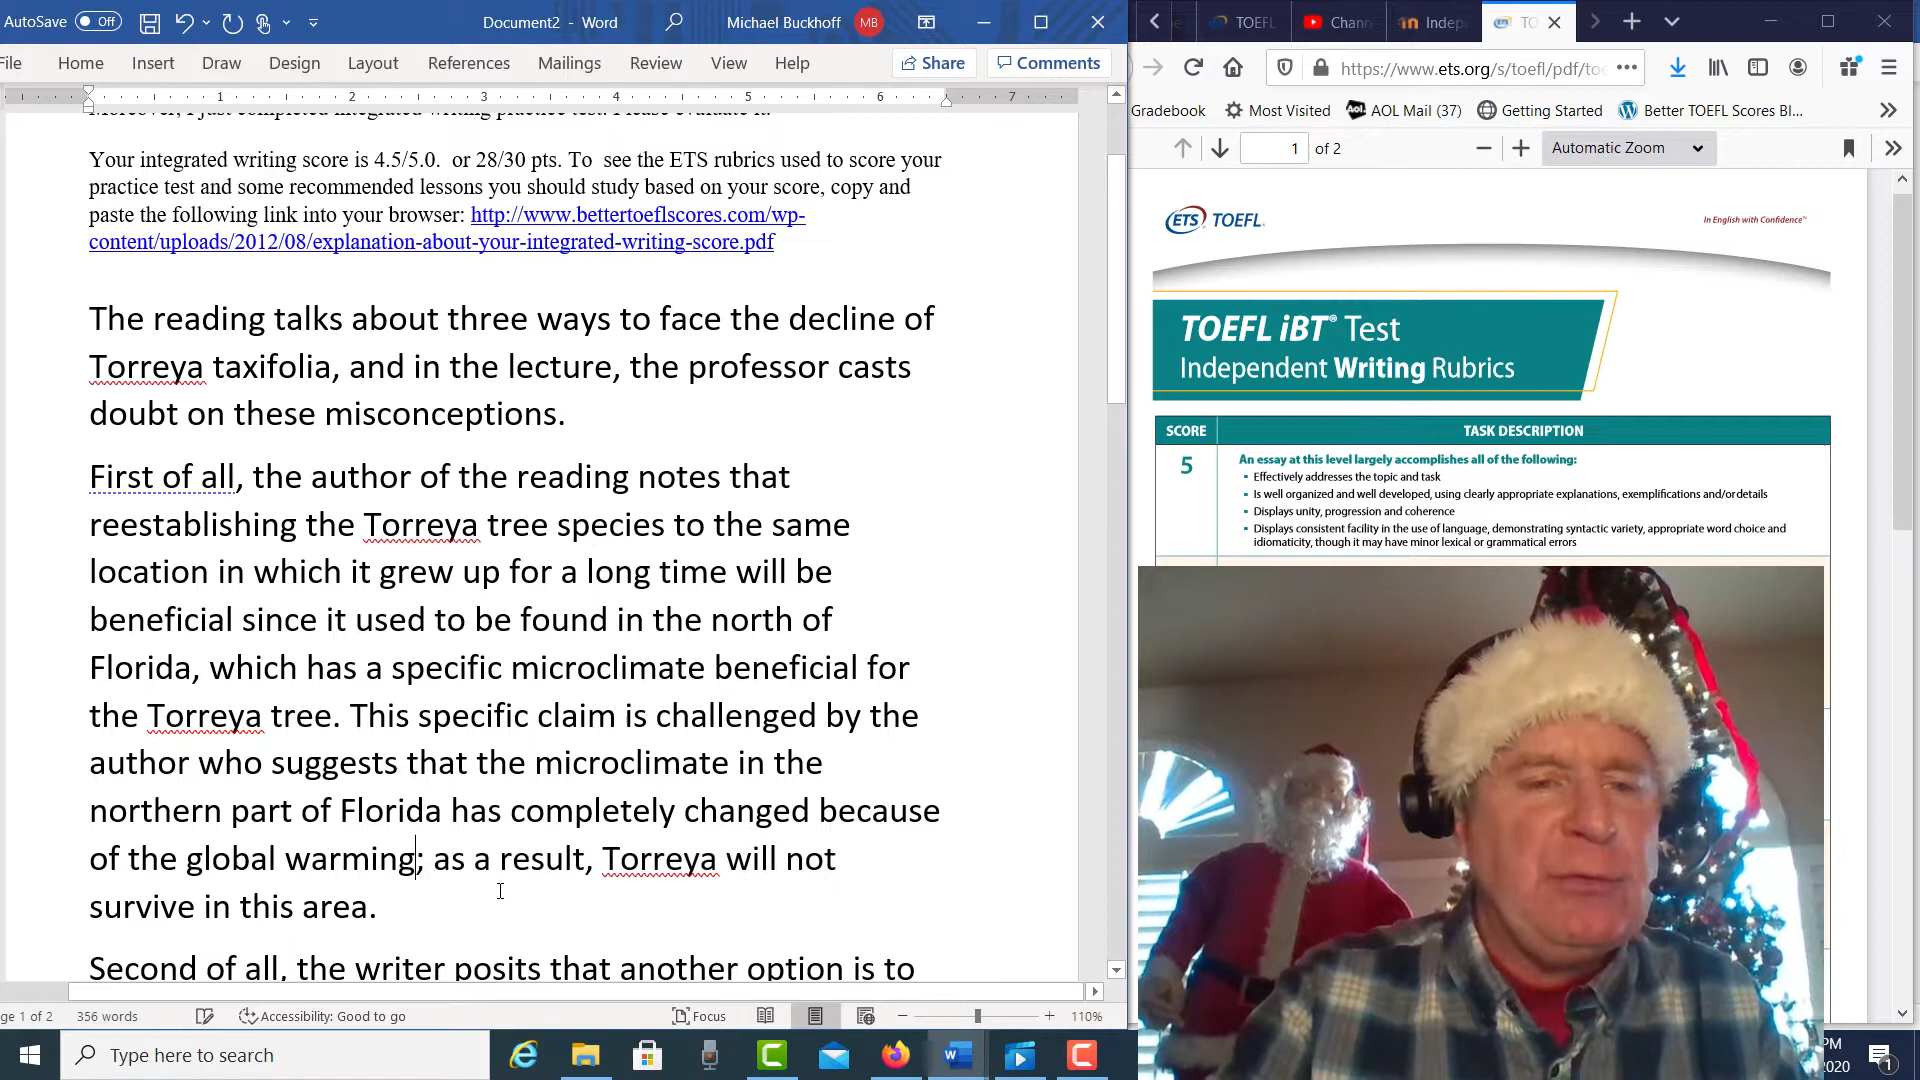 AutoSave Off Document2 - Word Michael Buckhoff MB
File Home Insert Draw Design Layout References Mailings Review View Help Share Comments
1 2 3 4 5 6 7
Your integrated writing score is 4.5/5.0. or 28/30 pts. To see the ETS rubrics used to score your
practice test and some recommended lessons you should study based on your score, copy and
paste the following link into your browser: http://www.bettertoeflscores.com/wp-
content/uploads/2012/08/explanation-about-your-integrated-writing-score.pdf
The reading talks about three ways to face the decline of
Torreya taxifolia, and in the lecture, the professor casts
doubt on these misconceptions.
First of all, the author of the reading notes that
reestablishing the Torreya tree species to the same
location in which it grew up for a long time will be
beneficial since it used to be found in the north of
Florida, which has a specific microclimate beneficial for
the Torreya tree. This specific claim is challenged by the
author who suggests that the microclimate in the
northern part of Florida has completely changed because
of the global warming; as a result, Torreya will not
survive in this area.
Second of all, the writer posits that another option is to
ge 1 of 2 356 words Accessibility: Good to go Focus 110%
Type here to search
TOEFL Chann Indep TO
https://www.ets.org/s/toefl/pdf/toe
Gradebook Most Visited AOL Mail (37) Getting Started Better TOEFL Scores Bl...
1 of 2 Automatic Zoom
ETS TOEFL
In English with Confidence™
TOEFL iBT® Test
Independent Writing Rubrics
SCORE TASK DESCRIPTION
5 An essay at this level largely accomplishes all of the following:
Effectively addresses the topic and task
Is well organized and well developed, using clearly appropriate explanations, exemplifications and/or details
Displays unity, progression and coherence
Displays consistent facility in the use of language, demonstrating syntactic variety, appropriate word choice and
idiomaticity, though it may have minor lexical or grammatical errors
PM
2020
1